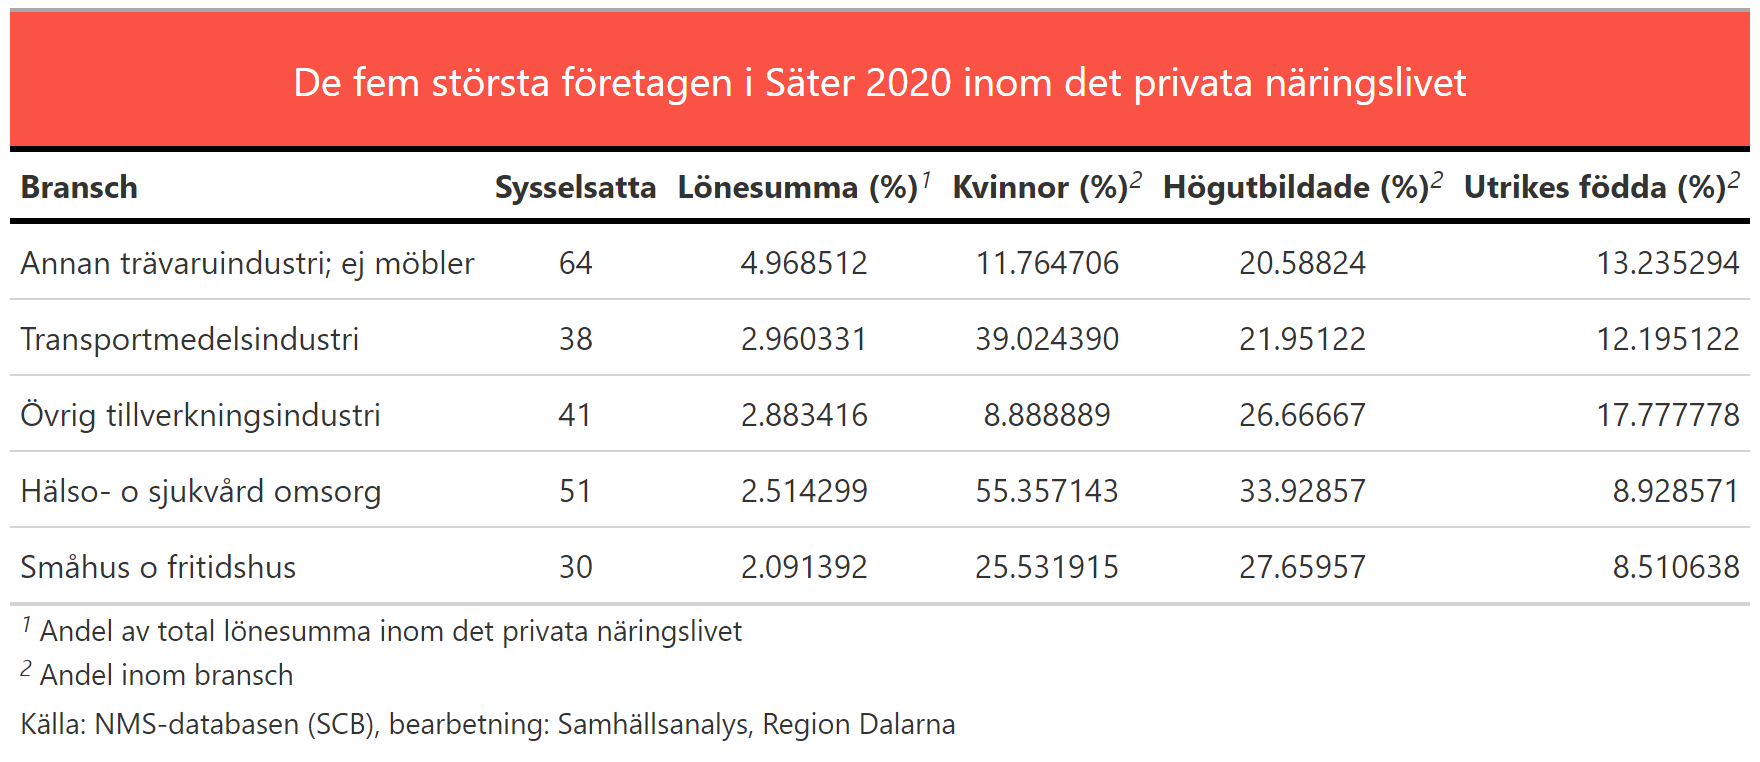 De fem största företagen i Säter 2020 inom det privata näringslivet
Bransch Sysselsatta Lönesumma (%)1 Kvinnor (%)2 Högutbildade (%)2 Utrikes födda (%)2
Annan trävaruindustri; ej möbler 64 4.968512 11.764706 20.58824 13.235294
Transportmedelsindustri 38 2.960331 39.024390 21.95122 12.195122
Övrig tillverkningsindustri 41 2.883416 8.888889 26.66667 17.777778
Hälso- o sjukvård omsorg 51 2.514299 55.357143 33.92857 8.928571
Småhus o fritidshus 30 2.091392 25.531915 27.65957 8.510638
1 Andel av total lönesumma inom det privata näringslivet
2 Andel inom bransch
Källa: NMS-databasen (SCB), bearbetning: Samhällsanalys, Region Dalarna